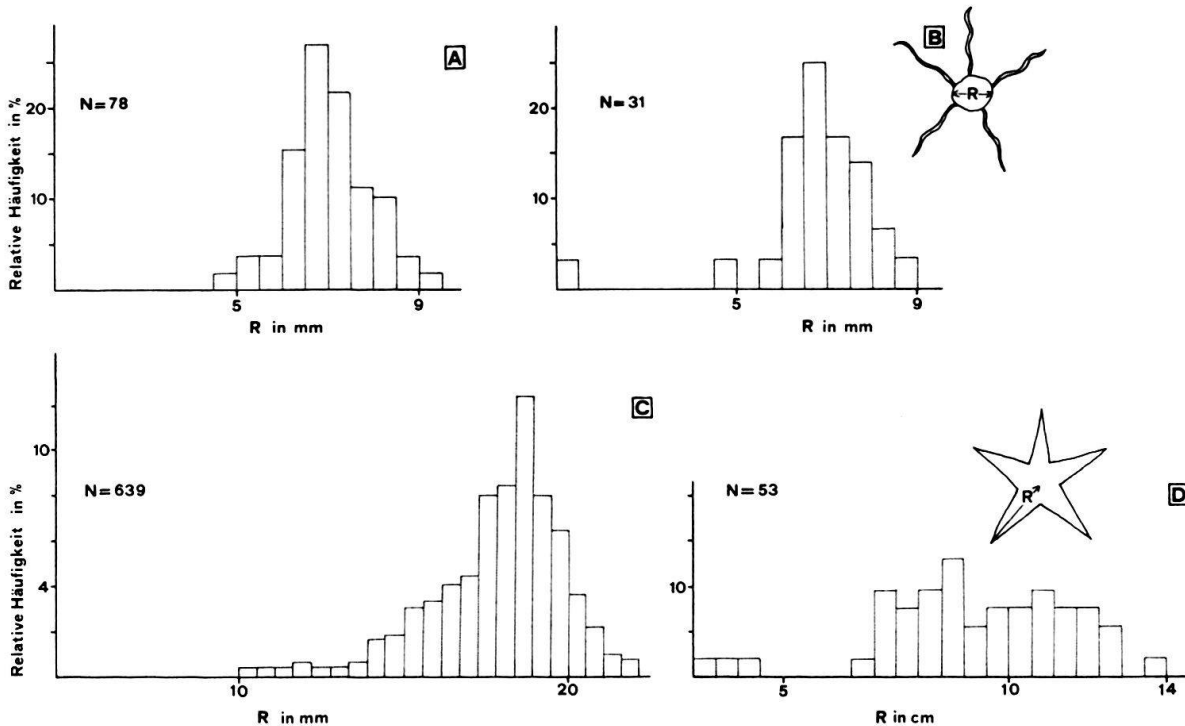 A
N=78
Relative Häufigkeit in %
20
10
5
9
R in mm
B
R
N=31
20
10
5
9
R in mm
C
N=639
Relative Häufigkeit in %
10
4
10
20
R in mm
D
R
N=53
10
5
10
14
R in cm